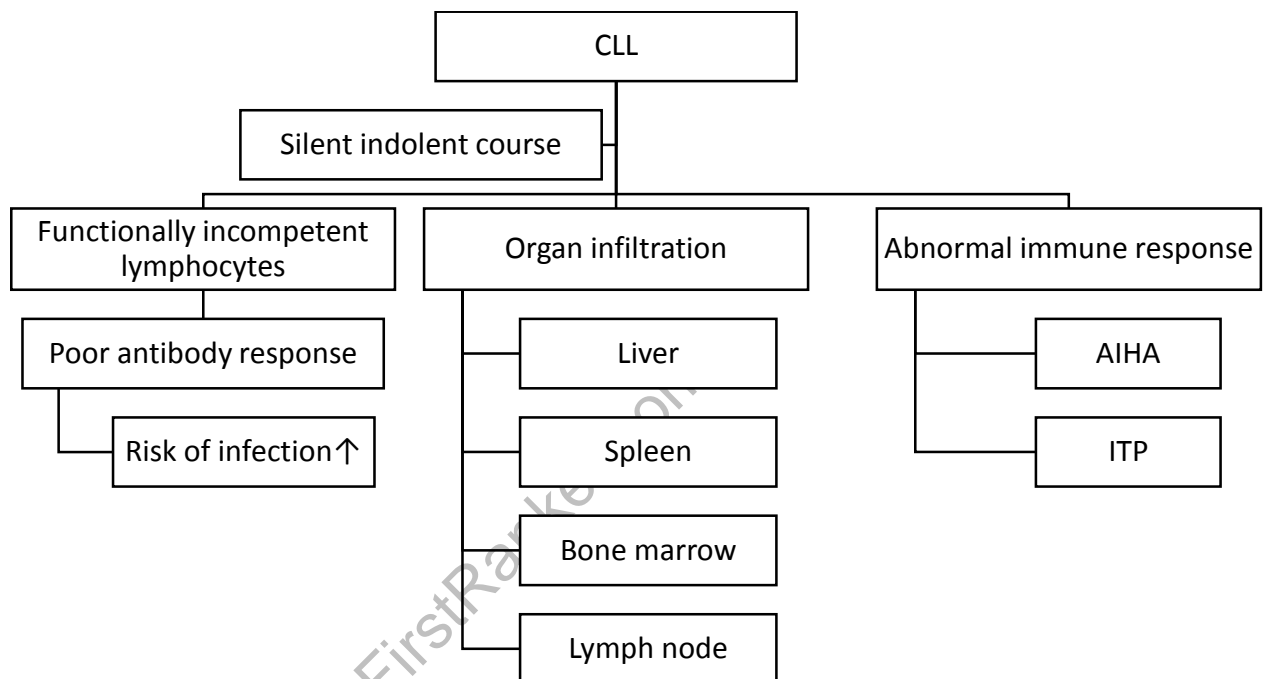 CLL
Silent indolent course
Functionally incompetent
lymphocytes
Organ infiltration
Abnormal immune response
Poor antibody response
Liver
AIHA
Risk of infection↑
Spleen
ITP
Bone marrow
Lymph node